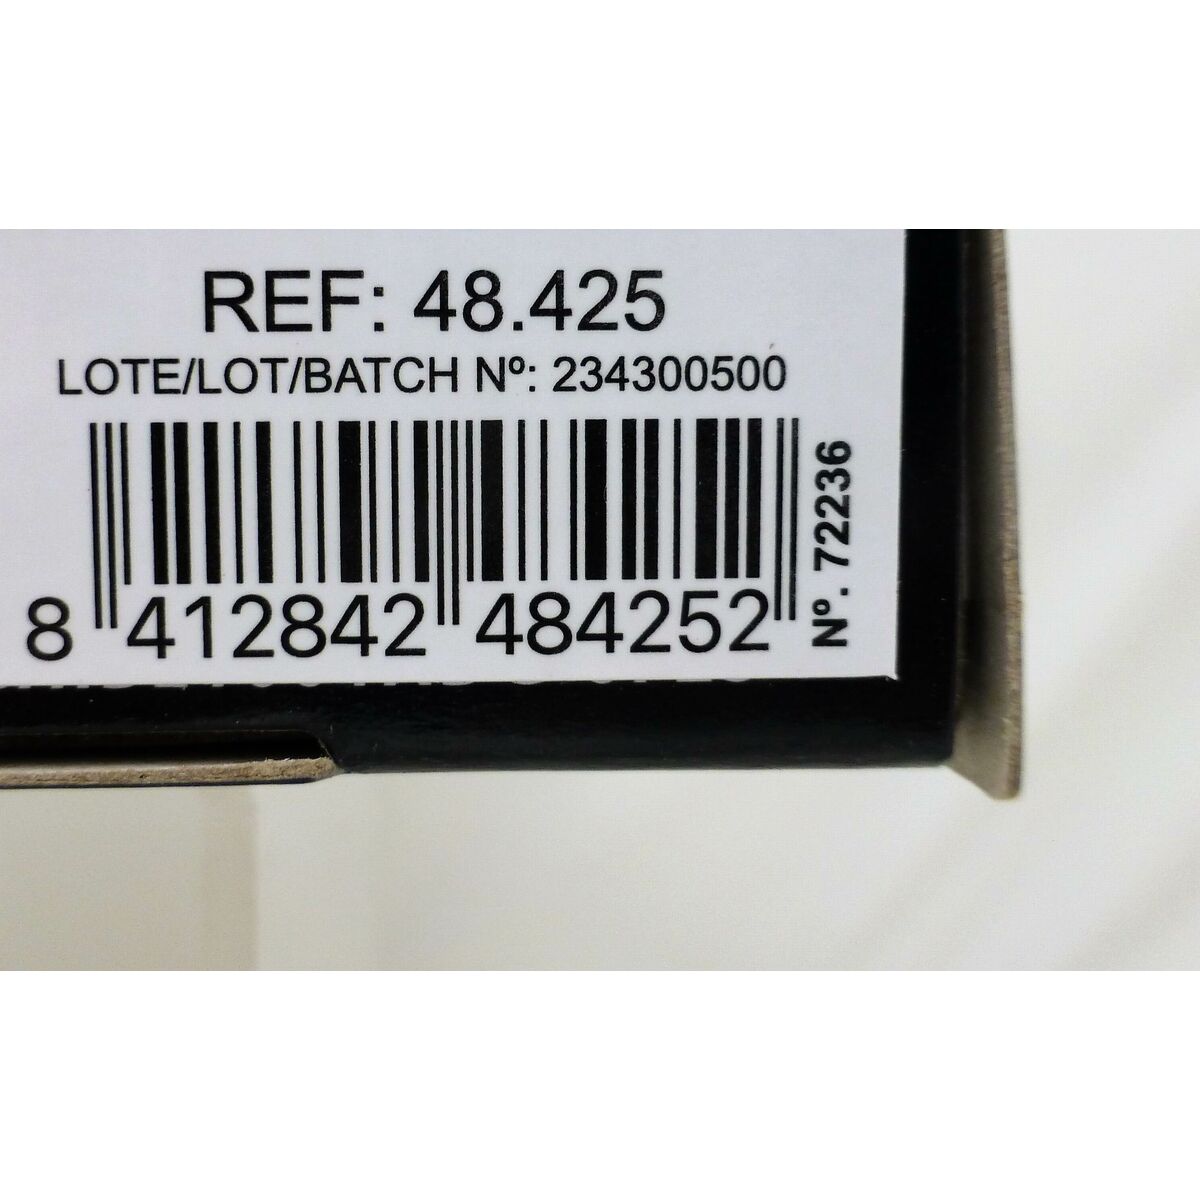 REF: 48.425
LOTE/LOT/BATCH Nº: 234300500
8 412842 484252
Nº. 72236